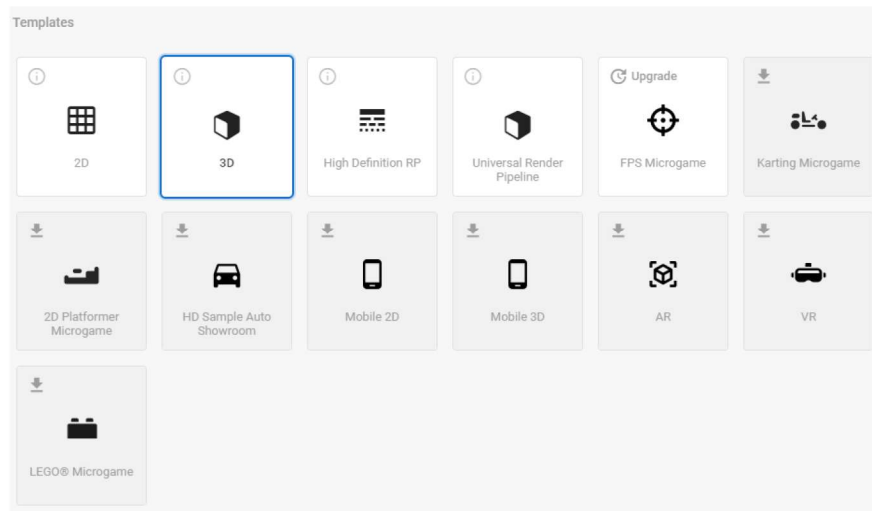 Templates
2D
3D
High Definition RP
Universal Render
Pipeline
Upgrade
FPS Microgame
Karting Microgame
2D Platformer
Microgame
HD Sample Auto
Showroom
Mobile 2D
Mobile 3D
AR
VR
LEGO® Microgame